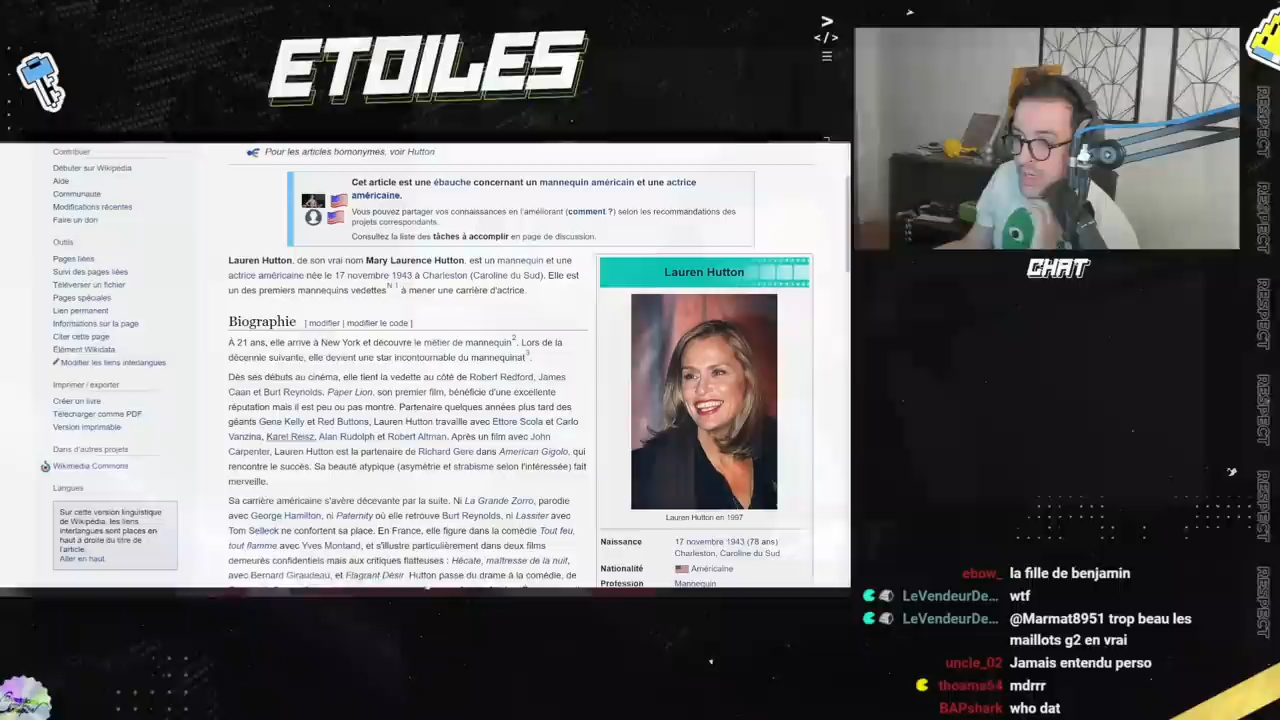 ETOILES
>
</>
Contribuer
Débuter sur Wikipédia
Aide
Communauté
Modifications récentes
Faire un don
Outils
Pages liées
Suivi des pages liées
Téléverser un fichier
Pages spéciales
Lien permanent
Informations sur la page
Citer cette page
Élément Wikidata
Modifier les liens interlangues
Imprimer / exporter
Créer un livre
Télécharger comme PDF
Version imprimable
Dans d'autres projets
Wikimedia Commons
Langues
Sur cette version linguistique
de Wikipédia, les liens
interlangues sont placés en
haut à droite du titre de
l'article.
Aller en haut.
Pour les articles homonymes, voir Hutton
Cet article est une ébauche concernant un mannequin américain et une actrice
américaine.
Vous pouvez partager vos connaissances en l'améliorant (comment ?) selon les recommandations des
projets correspondants.
Consultez la liste des tâches à accomplir en page de discussion.
Lauren Hutton, de son vrai nom Mary Laurence Hutton, est un mannequin et une
actrice américaine née le 17 novembre 1943 à Charleston (Caroline du Sud). Elle est
un des premiers mannequins vedettes N 1 à mener une carrière d'actrice.
Biographie [ modifier | modifier le code ]
À 21 ans, elle arrive à New York et découvre le métier de mannequin2. Lors de la
décennie suivante, elle devient une star incontournable du mannequinat3.
Dès ses débuts au cinéma, elle tient la vedette au côté de Robert Redford, James
Caan et Burt Reynolds. Paper Lion, son premier film, bénéficie d'une excellente
réputation mais il est peu ou pas montré. Partenaire quelques années plus tard des
géants Gene Kelly et Red Buttons, Lauren Hutton travaille avec Ettore Scola et Carlo
Vanzina, Karel Reisz, Alan Rudolph et Robert Altman. Après un film avec John
Carpenter, Lauren Hutton est la partenaire de Richard Gere dans American Gigolo, qui
rencontre le succès. Sa beauté atypique (asymétrie et strabisme selon l'intéressée) fait
merveille.
Sa carrière américaine s'avère décevante par la suite. Ni La Grande Zorro, parodie
avec George Hamilton, ni Paternity où elle retrouve Burt Reynolds, ni Lassiter avec
Tom Selleck ne confortent sa place. En France, elle figure dans la comédie Tout feu,
tout flamme avec Yves Montand, et s'illustre particulièrement dans deux films
demeurés confidentiels mais aux critiques flatteuses : Hécate, maîtresse de la nuit,
avec Bernard Giraudeau, et Flagrant Désir. Hutton passe du drame à la comédie, de
Lauren Hutton
Lauren Hutton en 1997
Naissance 17 novembre 1943 (78 ans)
Charleston, Caroline du Sud
Nationalité Américaine
Profession Mannequin
CHAT
ebow_ la fille de benjamin
LeVendeurDe... wtf
LeVendeurDe... @Marmat8951 trop beau les
maillots g2 en vrai
uncle_02 Jamais entendu perso
thoama64 mdrrr
BAPshark who dat
RESPECT
RESPECT
RESPECT
RESPECT
RESPECT
RESPECT